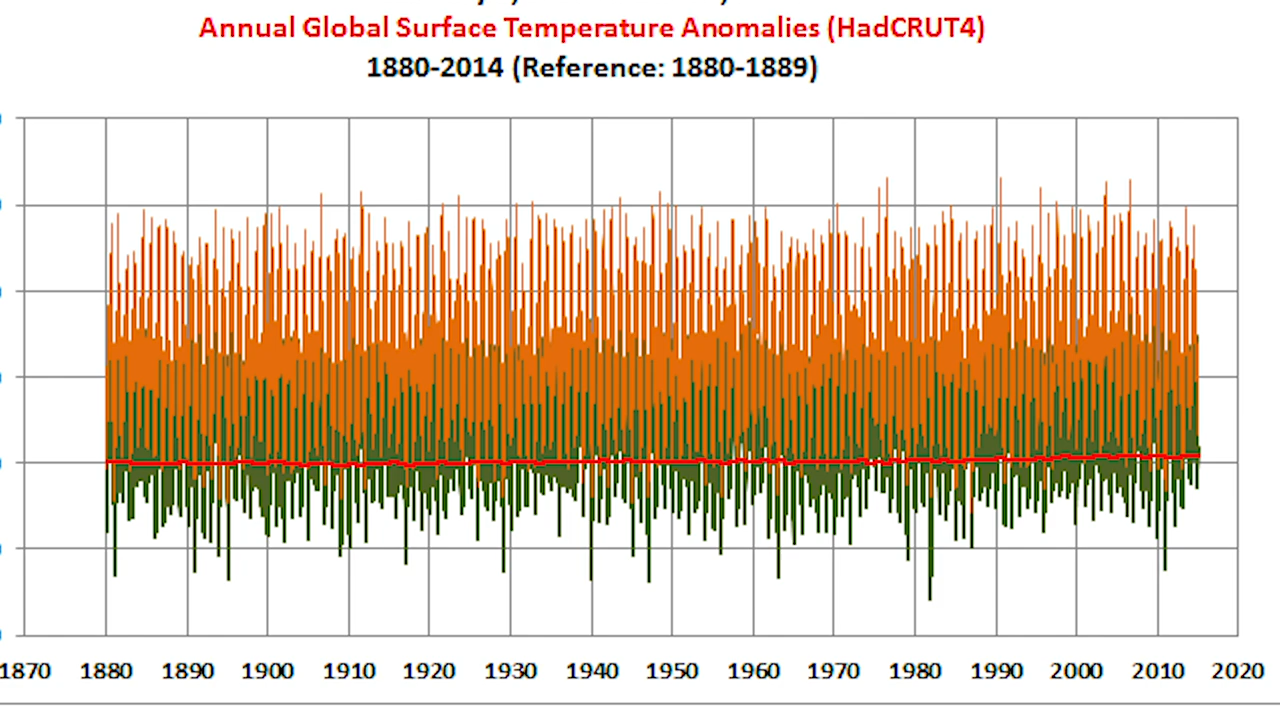 Annual Global Surface Temperature Anomalies (HadCRUT4)
1880-2014 (Reference: 1880-1889)
1870 1880 1890 1900 1910 1920 1930 1940 1950 1960 1970 1980 1990 2000 2010 2020